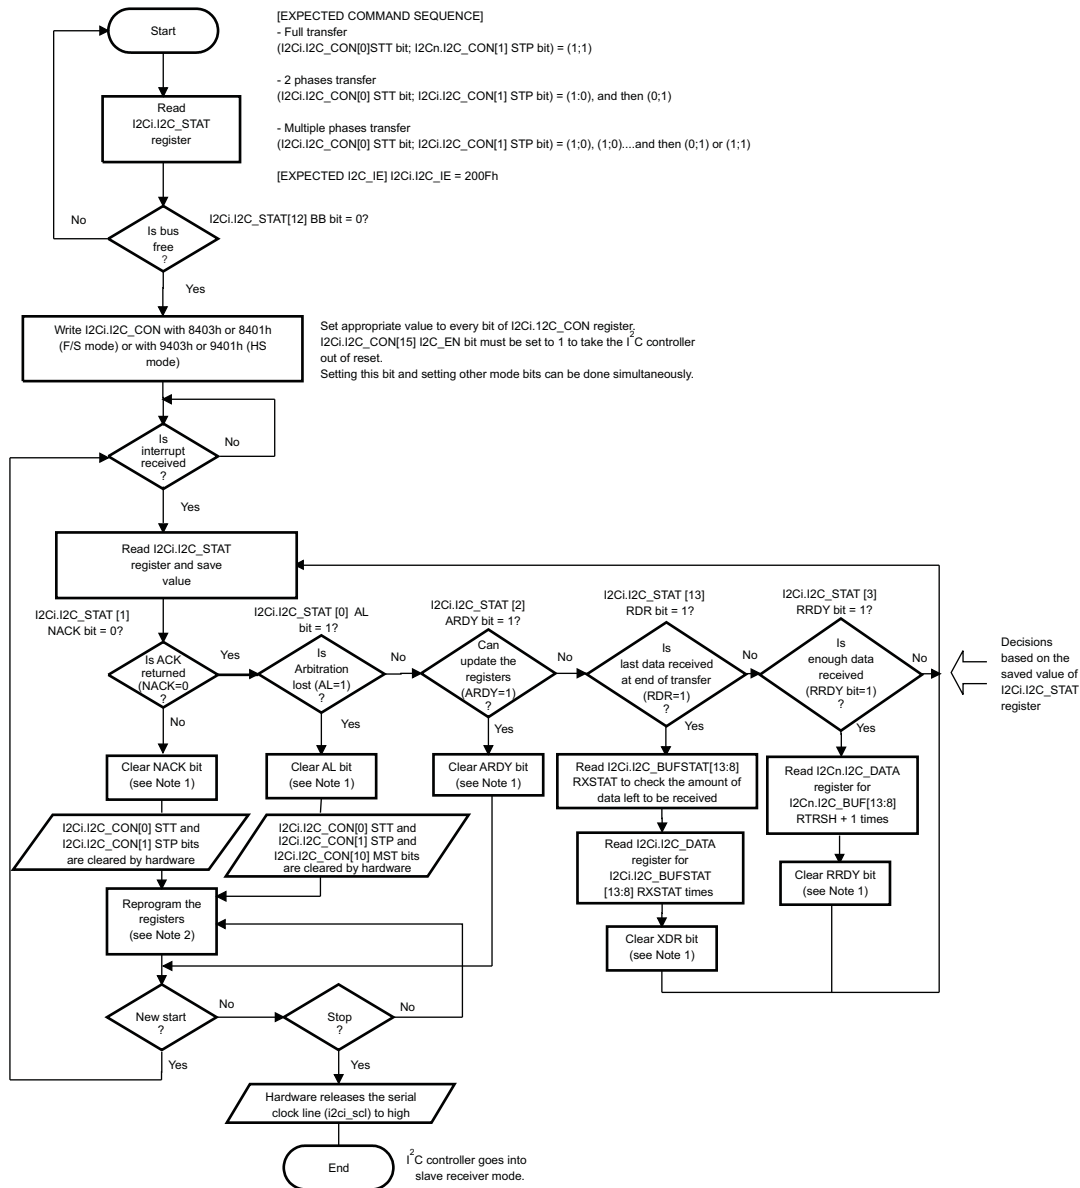 Start
[EXPECTED COMMAND SEQUENCE]
- Full transfer
(I2Ci.I2C_CON[0]STT bit; I2Cn.I2C_CON[1] STP bit) = (1;1)
- 2 phases transfer
(I2Ci.I2C_CON[0] STT bit; I2Ci.I2C_CON[1] STP bit) = (1:0), and then (0;1)
- Multiple phases transfer
(I2Ci.I2C_CON[0] STT bit; I2Ci.I2C_CON[1] STP bit) = (1;0), (1;0)....and then (0;1) or (1;1)
[EXPECTED I2C_IE] I2Ci.I2C_IE = 200Fh
Read
I2Ci.I2C_STAT
register
No
I2Ci.I2C_STAT[12] BB bit = 0?
Is bus
free
?
Yes
Write I2Ci.I2C_CON with 8403h or 8401h
(F/S mode) or with 9403h or 9401h (HS
mode)
Set appropriate value to every bit of I2Ci.12C_CON register.
I2Ci.I2C_CON[15] I2C_EN bit must be set to 1 to take the I2C controller
out of reset.
Setting this bit and setting other mode bits can be done simultaneously.
Is
interrupt
received
?
No
Yes
Read I2Ci.I2C_STAT
register and save
value
I2Ci.I2C_STAT [1]
NACK bit = 0?
I2Ci.I2C_STAT [0] AL
bit = 1?
I2Ci.I2C_STAT [2]
ARDY bit = 1?
I2Ci.I2C_STAT [13]
RDR bit = 1?
I2Ci.I2C_STAT [3]
RRDY bit = 1?
Is ACK
returned
(NACK=0
?
Yes
No
Is
Arbitration
lost (AL=1)
?
No
Yes
Can
update the
registers
(ARDY=1)
?
No
Yes
Is
last data received
at end of transfer
(RDR=1)
?
No
Yes
Is
enough data
received
(RRDY bit=1)
?
No
Yes
Decisions
based on the
saved value of
I2Ci.I2C_STAT
register
Clear NACK bit
(see Note 1)
Clear AL bit
(see Note 1)
Clear ARDY bit
(see Note 1)
Read I2Ci.I2C_BUFSTAT[13:8]
RXSTAT to check the amount of
data left to be received
Read I2Cn.I2C_DATA
register for
I2Cn.I2C_BUF[13:8]
RTRSH + 1 times
I2Ci.I2C_CON[0] STT and
I2Ci.I2C_CON[1] STP bits
are cleared by hardware
I2Ci.I2C_CON[0] STT and
I2Ci.I2C_CON[1] STP and
I2Ci.I2C_CON[10] MST bits
are cleared by hardware
Read I2Ci.I2C_DATA
register for
I2Ci.I2C_BUFSTAT
[13:8] RXSTAT times
Clear RRDY bit
(see Note 1)
Reprogram the
registers
(see Note 2)
Clear XDR bit
(see Note 1)
New start
?
No
Yes
Stop
?
No
Yes
Hardware releases the serial
clock line (i2ci_scl) to high
End
I2C controller goes into
slave receiver mode.